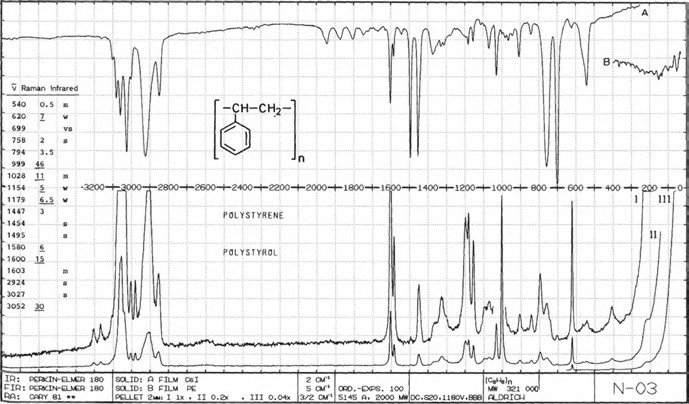 A
B
ν̄ Raman Infrared
540 0.5 m
620 7 w
699 vs
758 2 s
794 3.5
999 46
1028 11 m
1154 5 w
1179 6.5 w
1447 3
1454 s
1495 s
1580 6
1600 15
1603 m
2924 s
3027 s
3052 30
-CH-CH2-
n
3200 3000 2800 2600 2400 2200 2000 1800 1600 1400 1200 1000 800 600 400 200 0
I III
II
POLYSTYRENE
POLYSTYROL
IR: PERKIN-ELMER 180 SOLID: A FILM CSI 2 CM⁻¹ (C8H8)n
FIR: PERKIN-ELMER 180 SOLID: B FILM PE 5 CM⁻¹ ORD.-EXPS. 100 MW 321 000
RA: CARY 81 ** PELLET 2MM: I 1X, II 0.2X, III 0.04X 3/2 CM⁻¹ S145 A, 2000 MW DC,S20,1180V,BBB ALDRICH
N-03